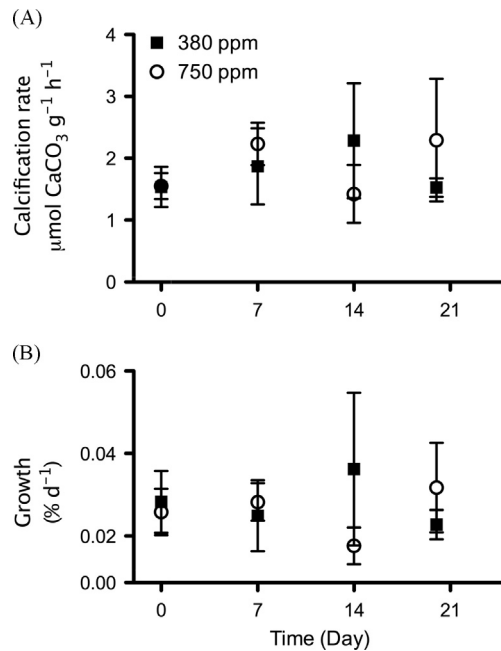 (A)
Calcification rate
μmol CaCO₃ g⁻¹ h⁻¹
4
3
2
1
0
380 ppm
750 ppm
0 7 14 21
(B)
Growth
(% d⁻¹)
0.06
0.04
0.02
0.00
0 7 14 21
Time (Day)